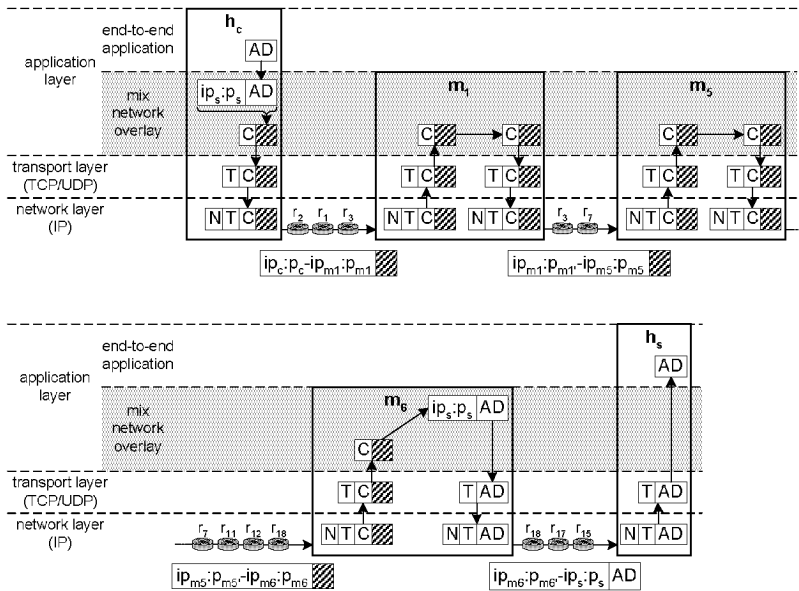 end-to-end
application
application
layer
mix
network
overlay
transport layer
(TCP/UDP)
network layer
(IP)
hc
AD
ips:ps AD
C
T C
N T C
r2 r1 r3
ipc:pc-ipm1:pm1
m1
C C
T C T C
N T C N T C
r3 r7
ipm1:pm1'-ipm5:pm5
m5
C C
T C T C
N T C N T C
end-to-end
application
application
layer
mix
network
overlay
transport layer
(TCP/UDP)
network layer
(IP)
r7 r11 r12 r18
ipm5:pm5'-ipm6:pm6
m6
ips:ps AD
C
T C T AD
N T C N T AD
r18 r17 r15
ipm6:pm6'-ips:ps AD
hs
AD
T AD
N T AD